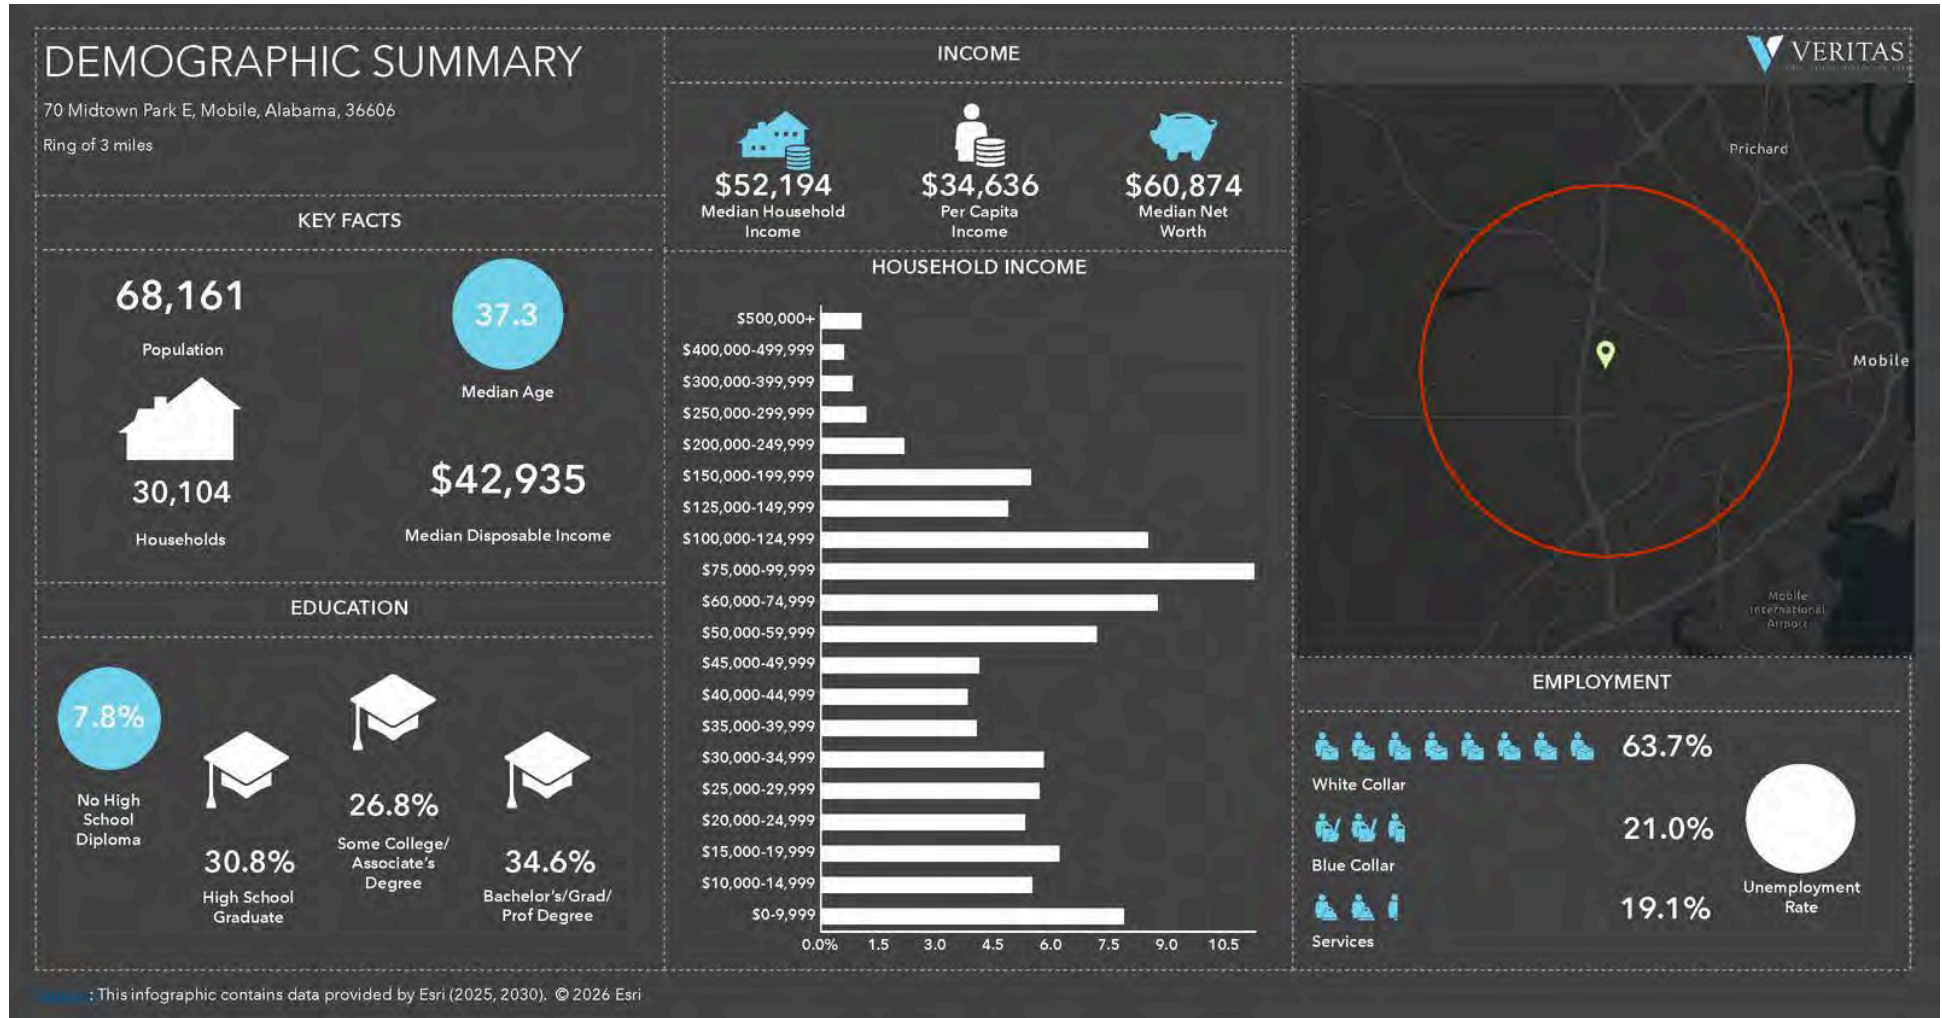 DEMOGRAPHIC SUMMARY
70 Midtown Park E, Mobile, Alabama, 36606
Ring of 3 miles
KEY FACTS
68,161
Population
37.3
Median Age
30,104
Households
$42,935
Median Disposable Income
EDUCATION
7.8%
No High
School
Diploma
30.8%
High School
Graduate
26.8%
Some College/
Associate's
Degree
34.6%
Bachelor's/Grad/
Prof Degree
INCOME
$52,194
Median Household
Income
$34,636
Per Capita
Income
$60,874
Median Net
Worth
HOUSEHOLD INCOME
$500,000+
$400,000-499,999
$300,000-399,999
$250,000-299,999
$200,000-249,999
$150,000-199,999
$125,000-149,999
$100,000-124,999
$75,000-99,999
$60,000-74,999
$50,000-59,999
$45,000-49,999
$40,000-44,999
$35,000-39,999
$30,000-34,999
$25,000-29,999
$20,000-24,999
$15,000-19,999
$10,000-14,999
$0-9,999
0.0% 1.5 3.0 4.5 6.0 7.5 9.0 10.5
VERITAS
Prichard
Mobile
Mobile
International
Airport
EMPLOYMENT
63.7%
White Collar
21.0%
Blue Collar
19.1%
Services
Unemployment
Rate
: This infographic contains data provided by Esri (2025, 2030). © 2026 Esri